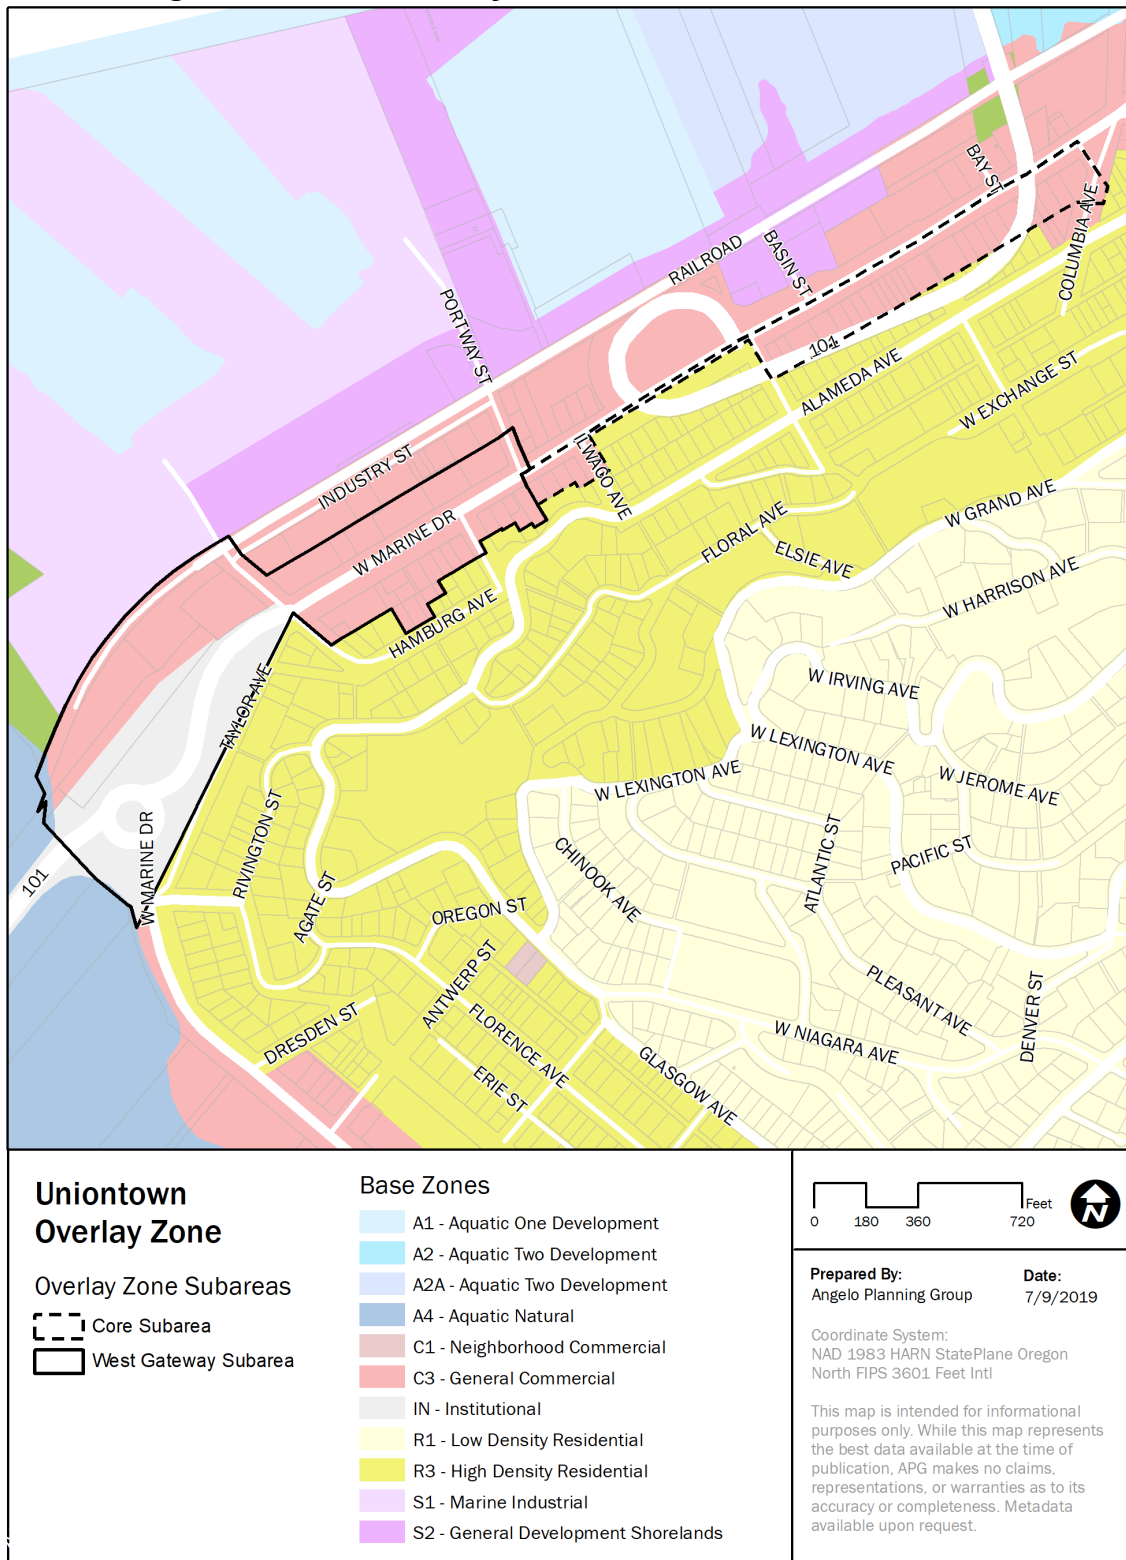 BAY ST
COLUMBIA AVE
RAILROAD
BASIN ST
PORTWAY ST
101
ALAMEDA AVE
W EXCHANGE ST
INDUSTRY ST
ILWACO AVE
W MARINE DR
W GRAND AVE
FLORAL AVE
ELSIE AVE
W HARRISON AVE
HAMBURG AVE
W IRVING AVE
TAYLOR AVE
W LEXINGTON AVE
W LEXINGTON AVE
W JEROME AVE
RIVINGTON ST
W MARINE DR
CHINOOK AVE
ATLANTIC ST
PACIFIC ST
101
AGATE ST
OREGON ST
ANTWERP ST
PLEASANT AVE
DENVER ST
DRESDEN ST
FLORENCE AVE
W NIAGARA AVE
ERIE ST
GLASGOW AVE
Uniontown
Overlay Zone
Overlay Zone Subareas
Core Subarea
West Gateway Subarea
Base Zones
A1 - Aquatic One Development
A2 - Aquatic Two Development
A2A - Aquatic Two Development
A4 - Aquatic Natural
C1 - Neighborhood Commercial
C3 - General Commercial
IN - Institutional
R1 - Low Density Residential
R3 - High Density Residential
S1 - Marine Industrial
S2 - General Development Shorelands
Feet
0 180 360 720
N
Prepared By:
Angelo Planning Group
Date:
7/9/2019
Coordinate System:
NAD 1983 HARN StatePlane Oregon
North FIPS 3601 Feet Intl
This map is intended for informational
purposes only. While this map represents
the best data available at the time of
publication, APG makes no claims,
representations, or warranties as to its
accuracy or completeness. Metadata
available upon request.